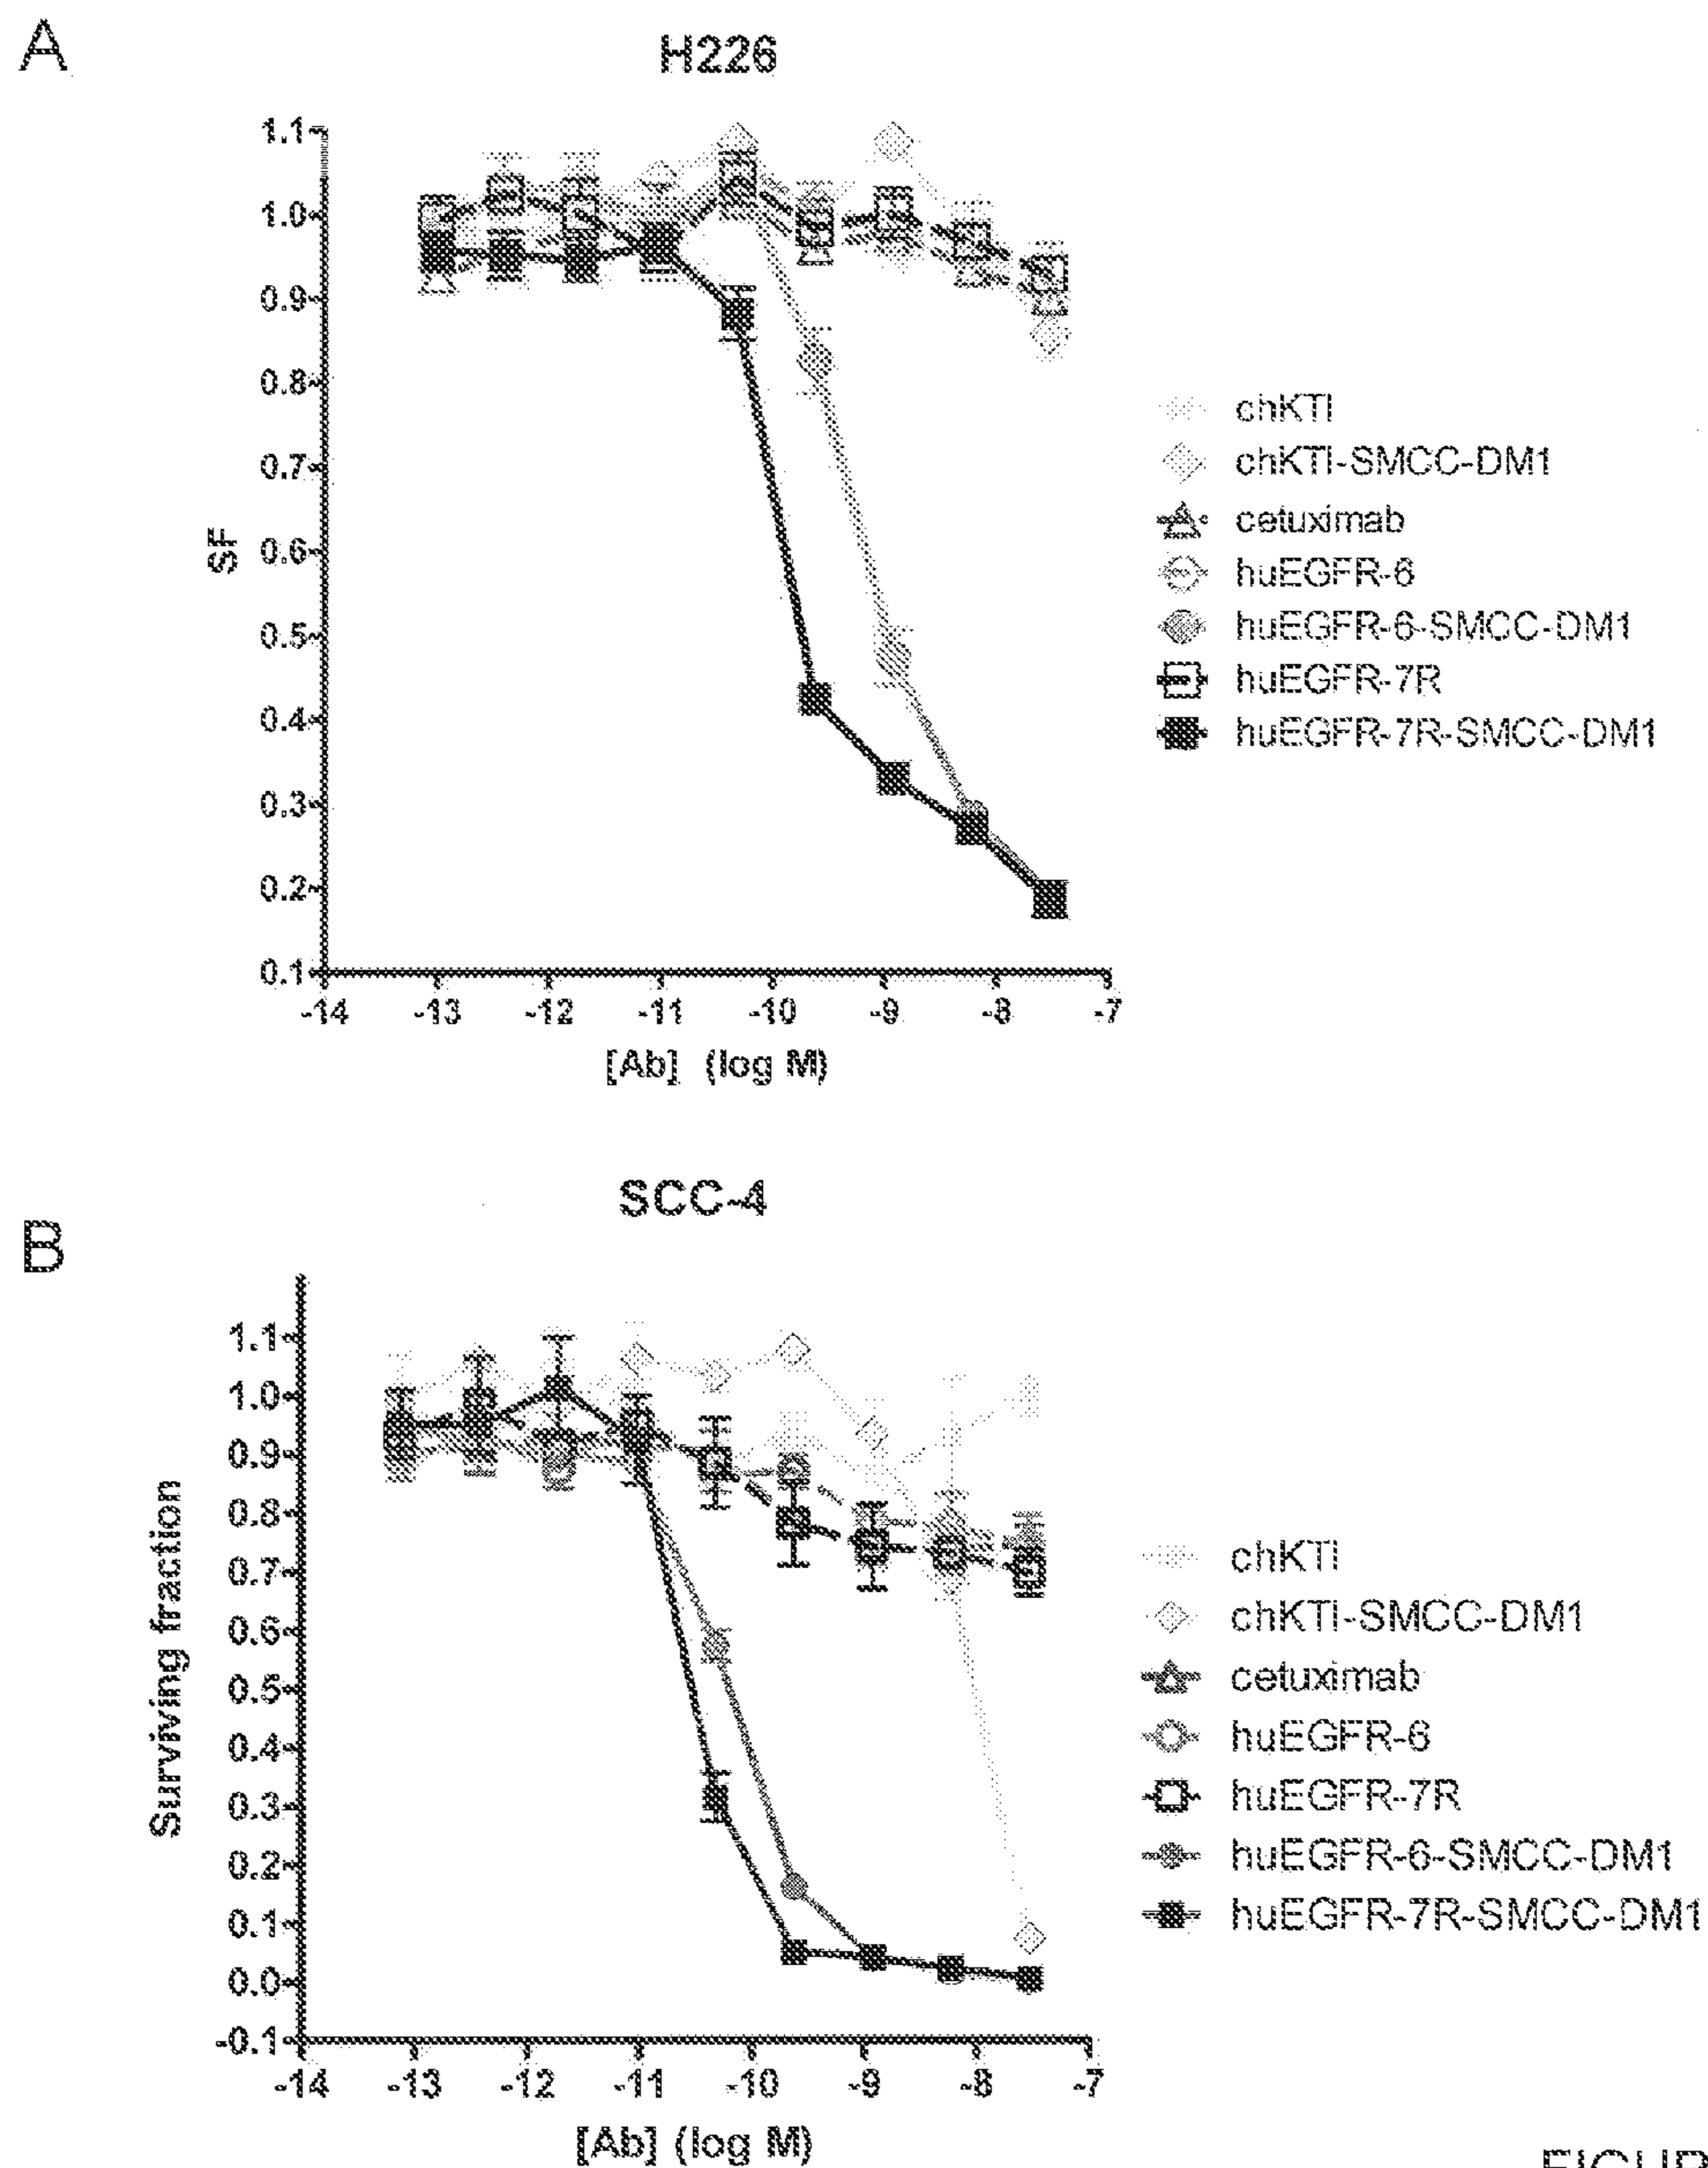 A
H226
1.1
1.0
0.9
0.8
0.7
0.6
0.5
0.4
0.3
0.2
0.1
SF
-14 -13 -12 -11 -10 -9 -8 -7
[Ab] (log M)
chKTI
chKTI-SMCC-DM1
cetuximab
huEGFR-6
huEGFR-6-SMCC-DM1
huEGFR-7R
huEGFR-7R-SMCC-DM1
B
SCC-4
1.1
1.0
0.9
0.8
0.7
0.6
0.5
0.4
0.3
0.2
0.1
0.0
-0.1
Surviving fraction
-14 -13 -12 -11 -10 -9 -8 -7
[Ab] (log M)
chKTI
chKTI-SMCC-DM1
cetuximab
huEGFR-6
huEGFR-7R
huEGFR-6-SMCC-DM1
huEGFR-7R-SMCC-DM1